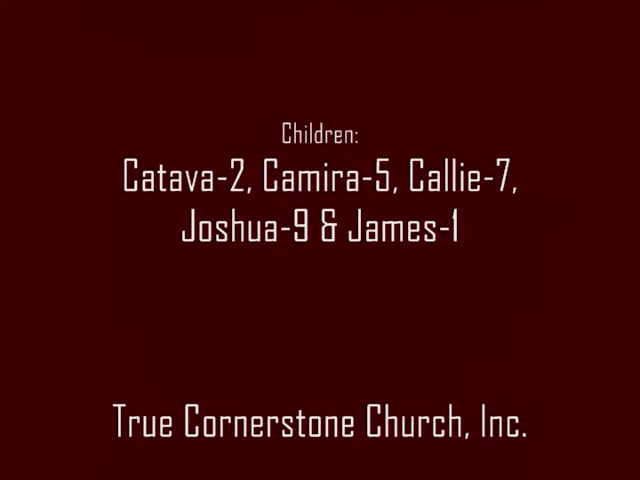 Children:
Catava-2, Camira-5, Callie-7,
Joshua-9 & James-1
True Cornerstone Church, Inc.